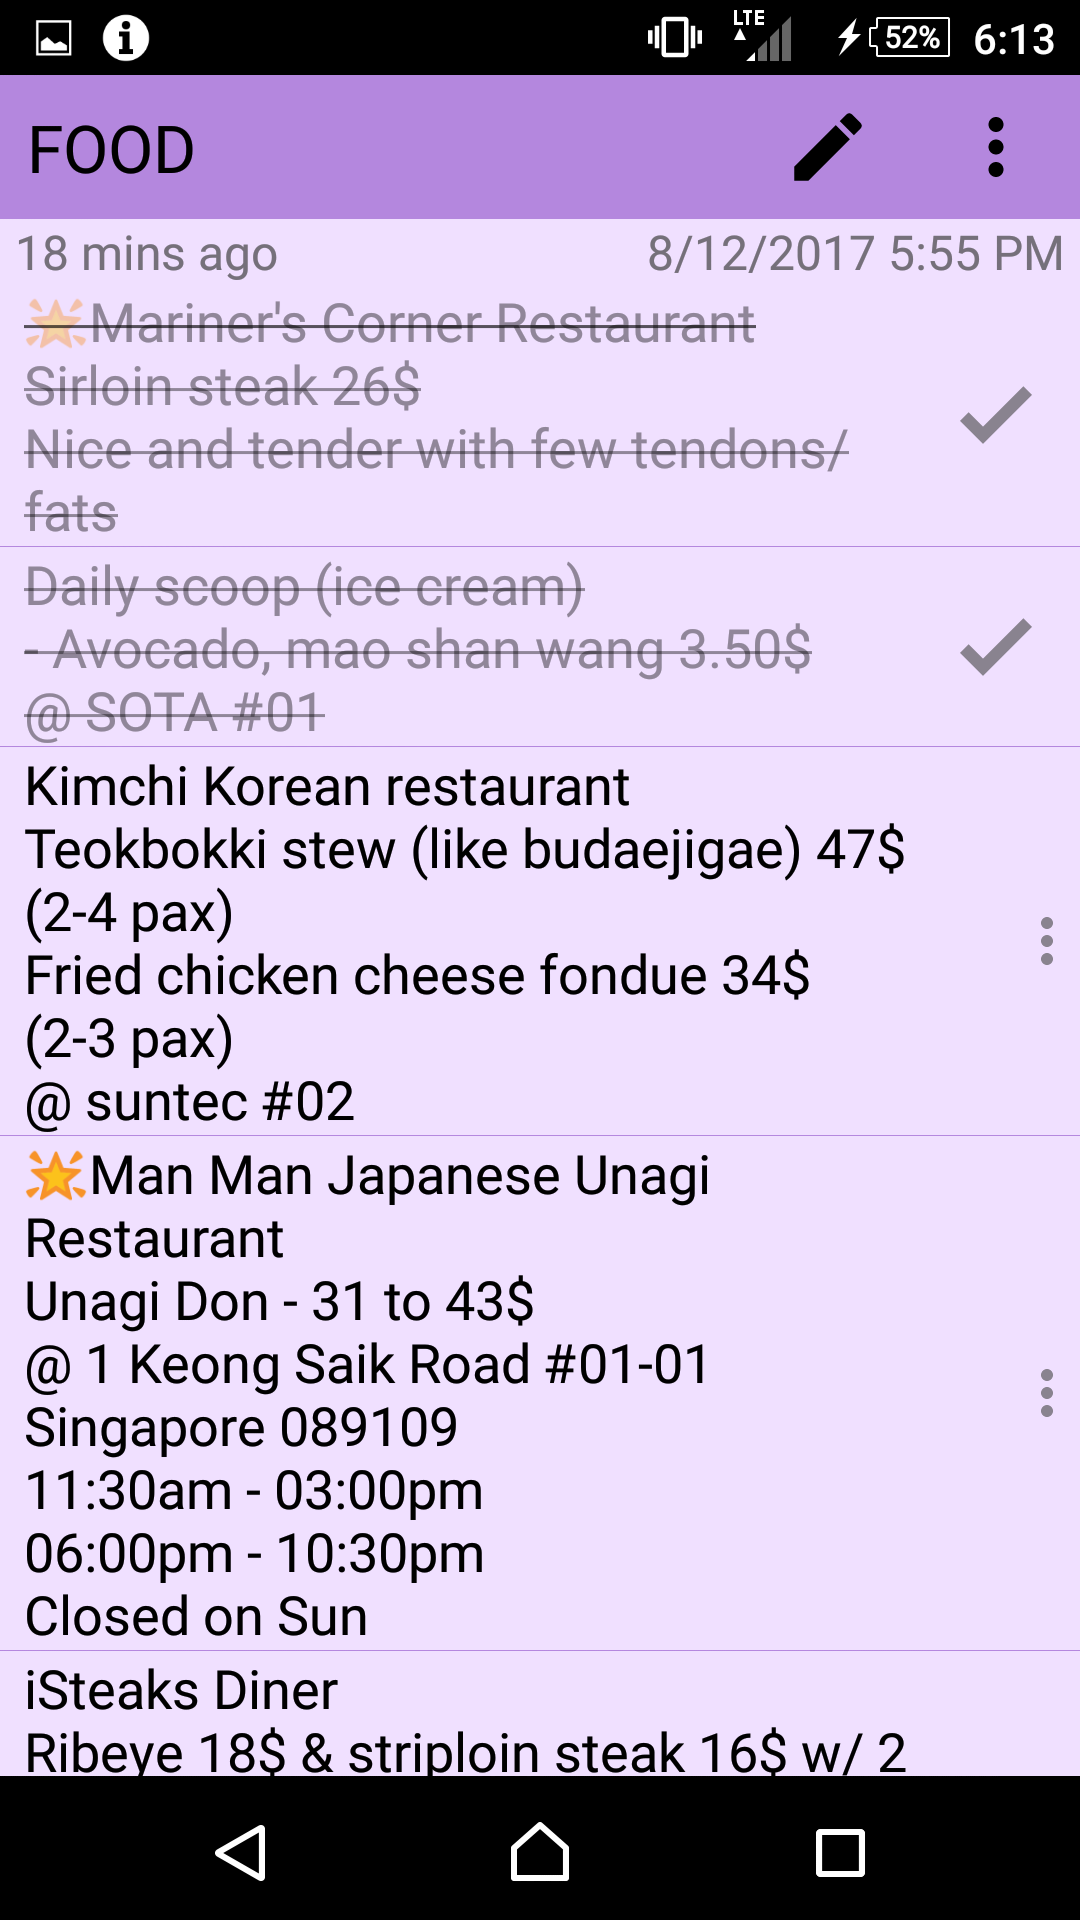 LTE
52%
6:13
FOOD
18 mins ago
8/12/2017 5:55 PM
🌟Mariner's Corner Restaurant
Sirloin steak 26$
Nice and tender with few tendons/
fats
Daily scoop (ice cream)
- Avocado, mao shan wang 3.50$
@ SOTA #01
Kimchi Korean restaurant
Teokbokki stew (like budaejigae) 47$
(2-4 pax)
Fried chicken cheese fondue 34$
(2-3 pax)
@ suntec #02
🌟Man Man Japanese Unagi
Restaurant
Unagi Don - 31 to 43$
@ 1 Keong Saik Road #01-01
Singapore 089109
11:30am - 03:00pm
06:00pm - 10:30pm
Closed on Sun
iSteaks Diner
Ribeye 18$ & striploin steak 16$ w/ 2